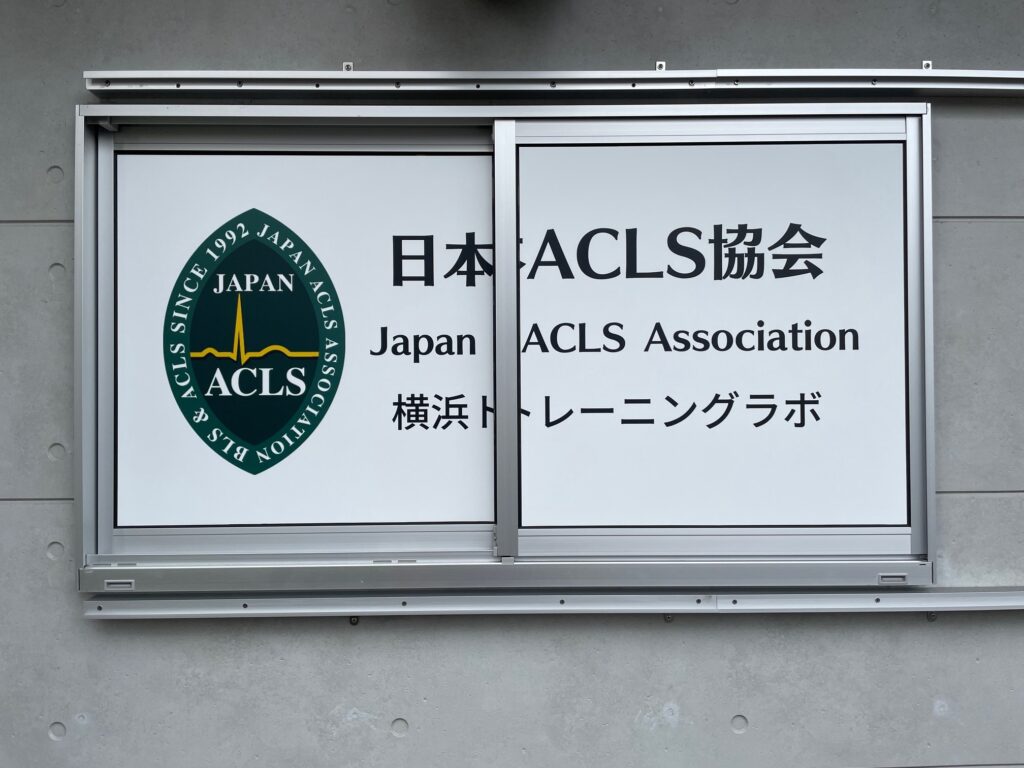 JAPAN ACLS ASSOCIATION BLS & ACLS SINCE 1992
JAPAN
ACLS
日本ACLS協会
Japan ACLS Association
横浜トレーニングラボ